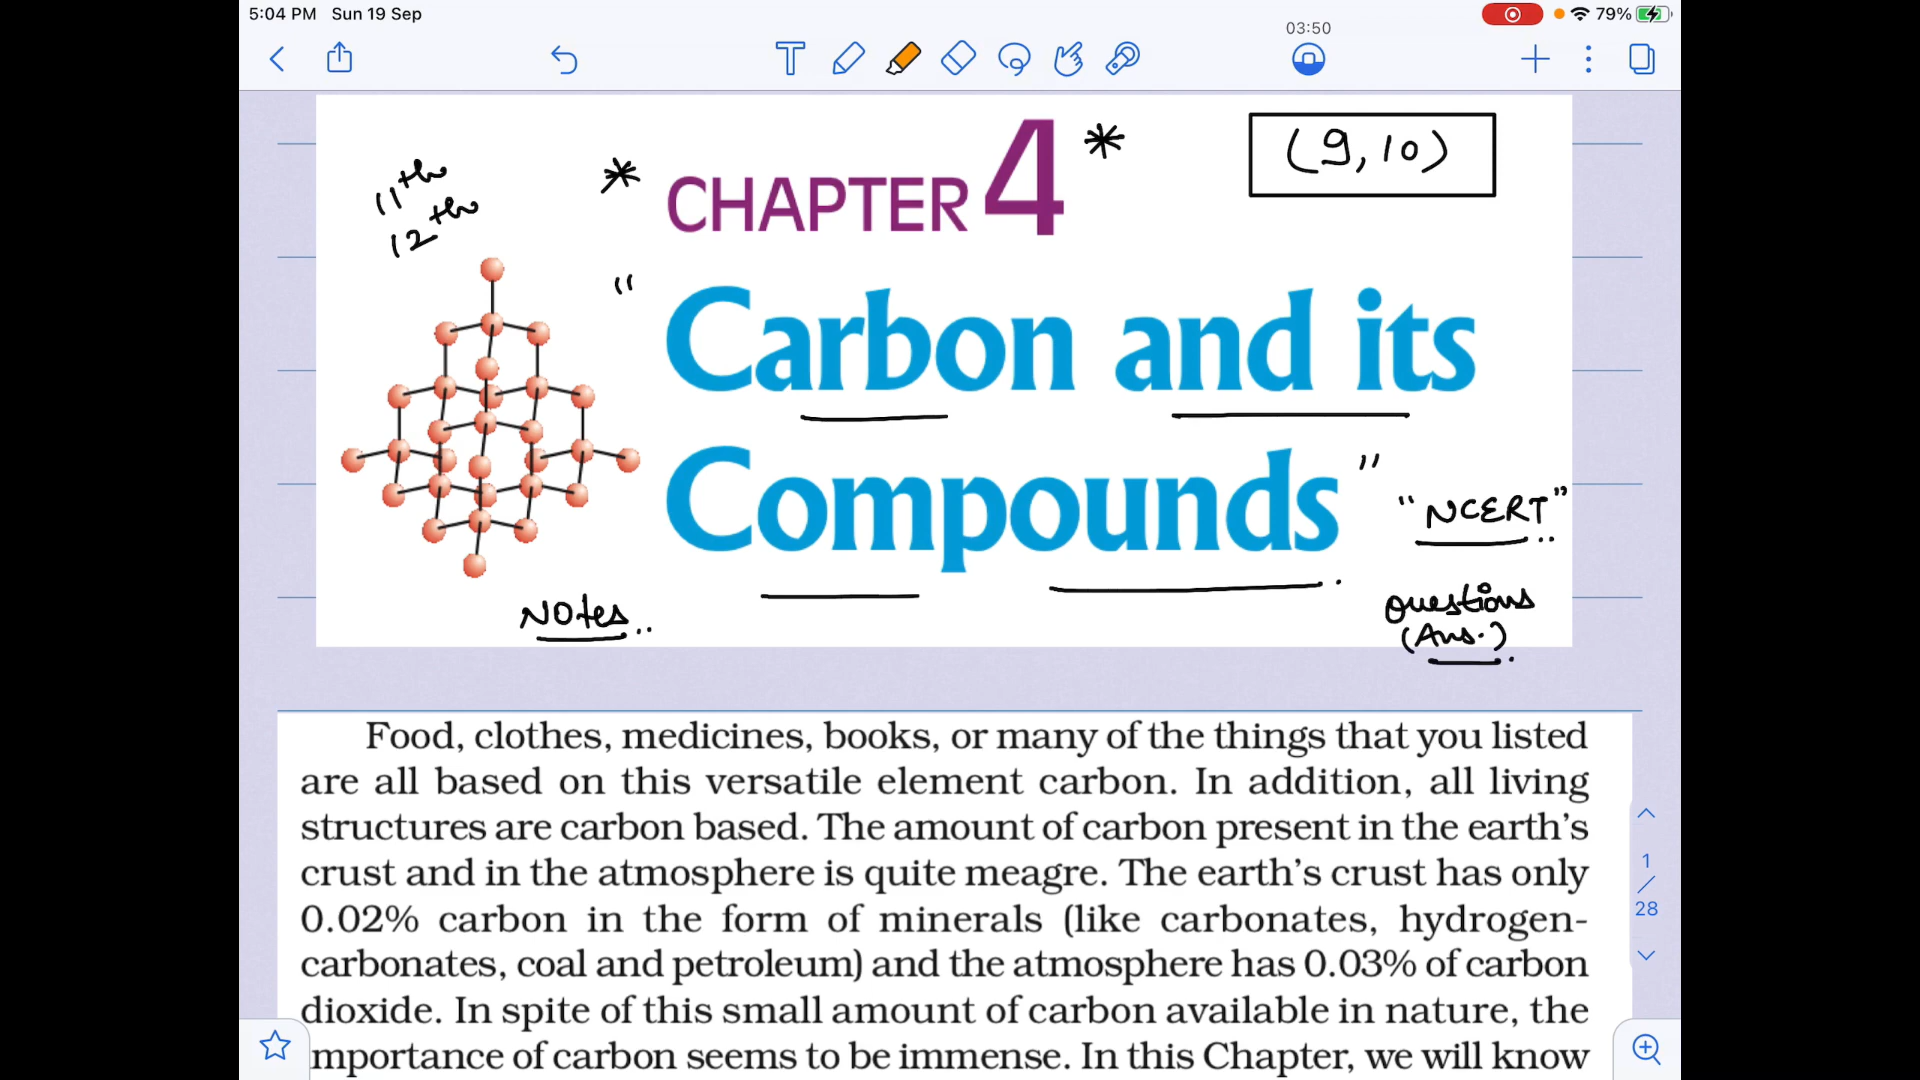 5:04 PM Sun 19 Sep
79%
03:50
11th
12th
* CHAPTER 4 *
(9,10)
" Carbon and its
Compounds "
"NCERT"
Notes..
Questions
(Ans.)
Food, clothes, medicines, books, or many of the things that you listed
are all based on this versatile element carbon. In addition, all living
structures are carbon based. The amount of carbon present in the earth's
crust and in the atmosphere is quite meagre. The earth's crust has only
0.02% carbon in the form of minerals (like carbonates, hydrogen-
carbonates, coal and petroleum) and the atmosphere has 0.03% of carbon
dioxide. In spite of this small amount of carbon available in nature, the
mportance of carbon seems to be immense. In this Chapter, we will know
1
/
28